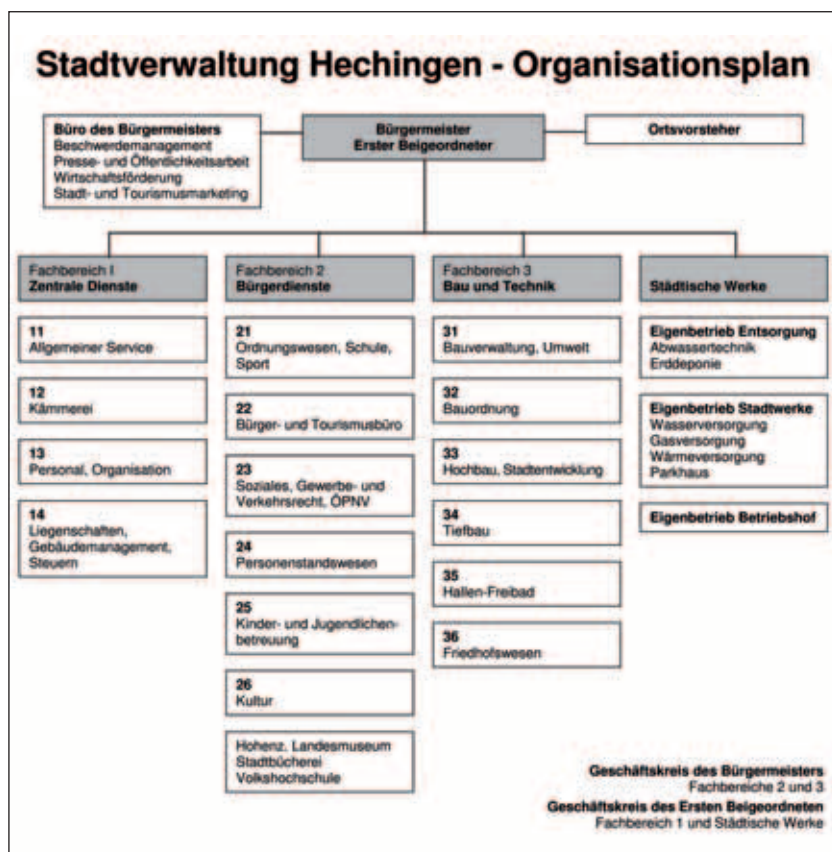 Stadtverwaltung Hechingen - Organisationsplan
Büro des Bürgermeisters
Beschwerdemanagement
Presse- und Öffentlichkeitsarbeit
Wirtschaftsförderung
Stadt- und Tourismusmarketing
Bürgermeister
Erster Beigeordneter
Ortsvorsteher
Fachbereich I
Zentrale Dienste
11
Allgemeiner Service
12
Kämmerei
13
Personal, Organisation
14
Liegenschaften,
Gebäudemanagement,
Steuern
Fachbereich 2
Bürgerdienste
21
Ordnungswesen, Schule,
Sport
22
Bürger- und Tourismusbüro
23
Soziales, Gewerbe- und
Verkehrsrecht, ÖPNV
24
Personenstandswesen
25
Kinder- und Jugendlichen-
betreuung
26
Kultur
Hohenz. Landesmuseum
Stadtbücherei
Volkshochschule
Fachbereich 3
Bau und Technik
31
Bauverwaltung, Umwelt
32
Bauordnung
33
Hochbau, Stadtentwicklung
34
Tiefbau
35
Hallen-Freibad
36
Friedhofswesen
Städtische Werke
Eigenbetrieb Entsorgung
Abwassertechnik
Erddeponie
Eigenbetrieb Stadtwerke
Wasserversorgung
Gasversorgung
Wärmeversorgung
Parkhaus
Eigenbetrieb Betriebshof
Geschäftskreis des Bürgermeisters
Fachbereiche 2 und 3
Geschäftskreis des Ersten Beigeordneten
Fachbereich 1 und Städtische Werke